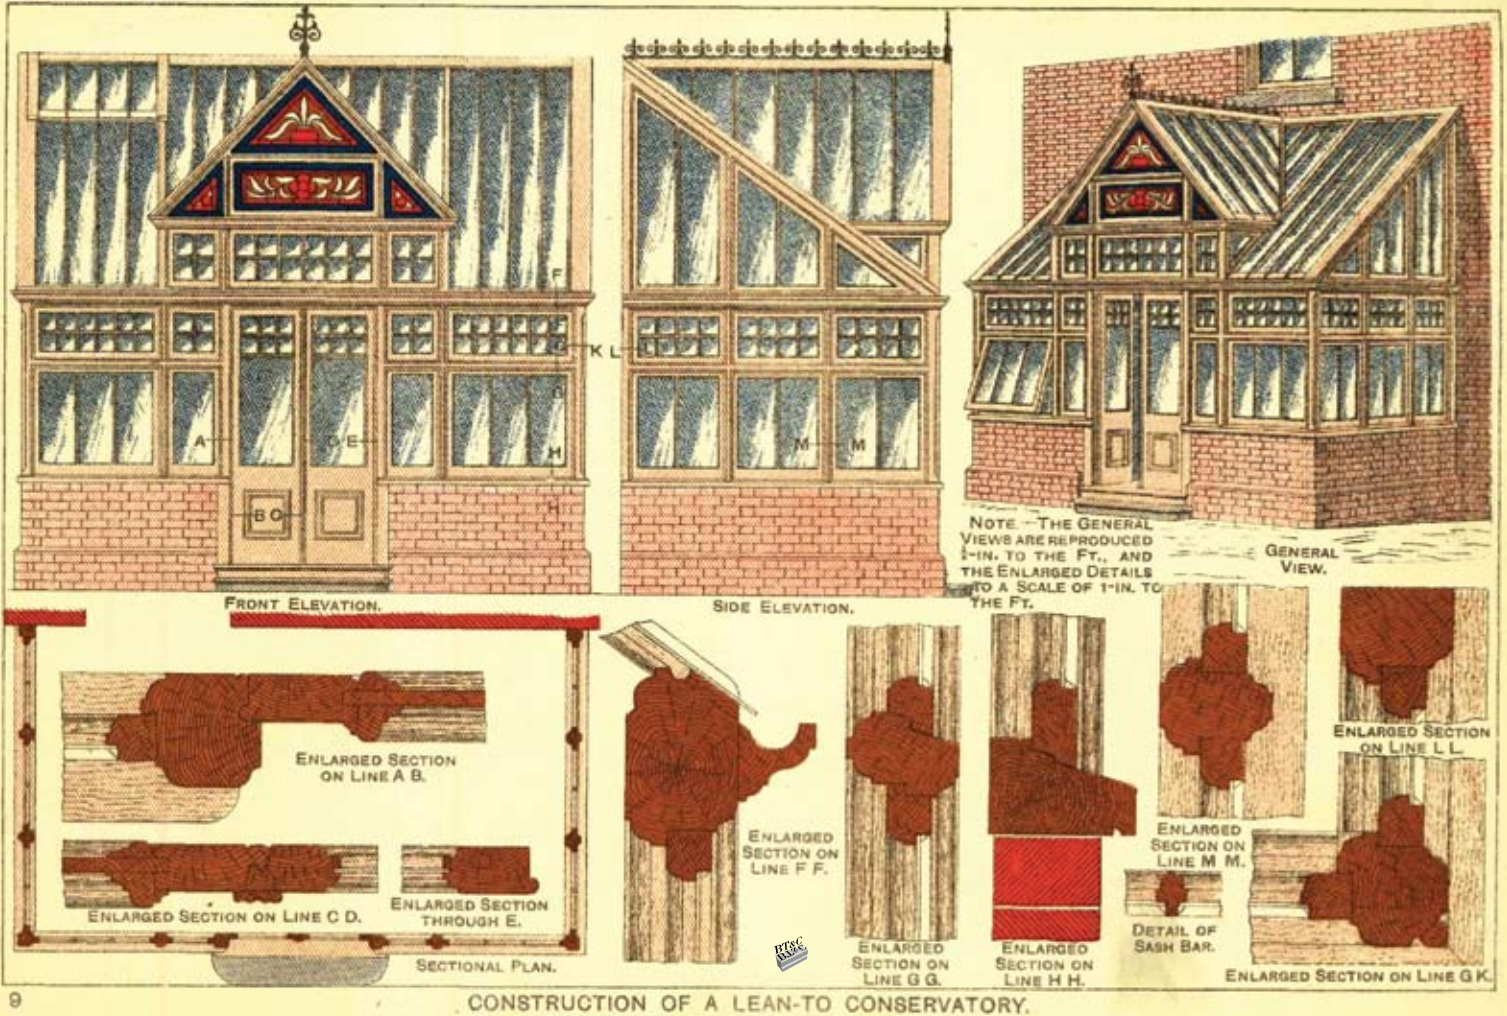 F
K L
G
A
D E
H
M M
B C
H
NOTE.—THE GENERAL
VIEWS ARE REPRODUCED
-IN. TO THE FT., AND
THE ENLARGED DETAILS
TO A SCALE OF 1-IN. TO
THE FT.
GENERAL
VIEW.
FRONT ELEVATION.
SIDE ELEVATION.
ENLARGED SECTION
ON LINE A B.
ENLARGED SECTION ON LINE C D.
ENLARGED SECTION
THROUGH E.
SECTIONAL PLAN.
ENLARGED
SECTION ON
LINE F F.
ENLARGED
SECTION ON
LINE G G.
ENLARGED
SECTION ON
LINE H H.
ENLARGED
SECTION ON
LINE M M.
DETAIL OF
SASH BAR.
ENLARGED SECTION
ON LINE L L.
ENLARGED SECTION ON LINE G K.
9
CONSTRUCTION OF A LEAN-TO CONSERVATORY.